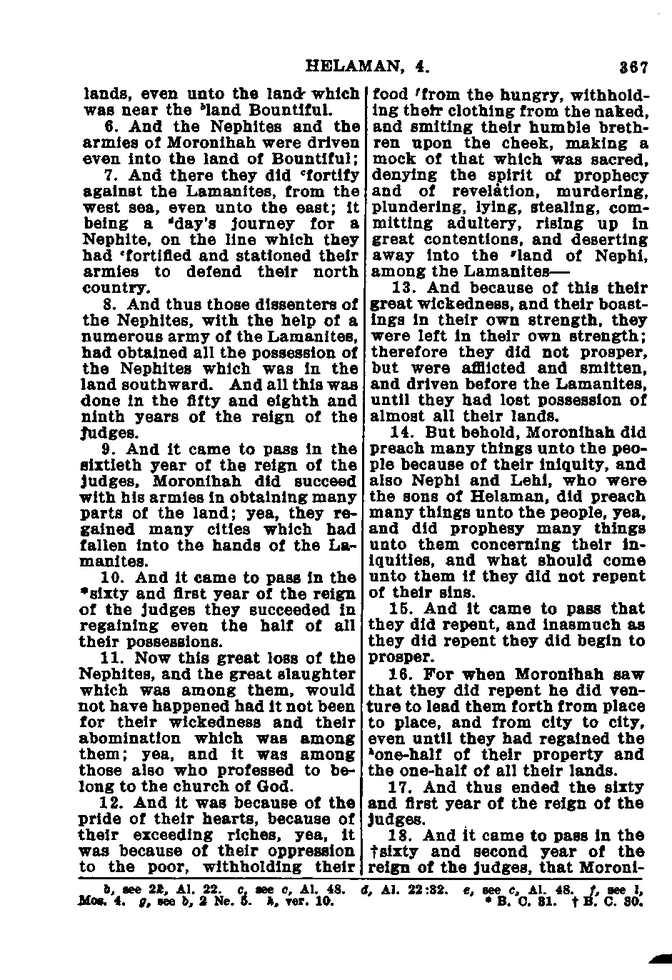 HELAMAN, 4. 367
lands, even unto the land which
was near the ᵇland Bountiful.
6. And the Nephites and the
armies of Moronihah were driven
even into the land of Bountiful;
7. And there they did ᶜfortify
against the Lamanites, from the
west sea, even unto the east; it
being a ᵈday's journey for a
Nephite, on the line which they
had ᵉfortified and stationed their
armies to defend their north
country.
8. And thus those dissenters of
the Nephites, with the help of a
numerous army of the Lamanites,
had obtained all the possession of
the Nephites which was in the
land southward. And all this was
done in the fifty and eighth and
ninth years of the reign of the
judges.
9. And it came to pass in the
sixtieth year of the reign of the
judges, Moronihah did succeed
with his armies in obtaining many
parts of the land; yea, they re-
gained many cities which had
fallen into the hands of the La-
manites.
10. And it came to pass in the
*sixty and first year of the reign
of the judges they succeeded in
regaining even the half of all
their possessions.
11. Now this great loss of the
Nephites, and the great slaughter
which was among them, would
not have happened had it not been
for their wickedness and their
abomination which was among
them; yea, and it was among
those also who professed to be-
long to the church of God.
12. And it was because of the
pride of their hearts, because of
their exceeding riches, yea, it
was because of their oppression
to the poor, withholding their
food ᶠfrom the hungry, withhold-
ing their clothing from the naked,
and smiting their humble breth-
ren upon the cheek, making a
mock of that which was sacred,
denying the spirit of prophecy
and of revelation, murdering,
plundering, lying, stealing, com-
mitting adultery, rising up in
great contentions, and deserting
away into the ᵍland of Nephi,
among the Lamanites—
13. And because of this their
great wickedness, and their boast-
ings in their own strength, they
were left in their own strength;
therefore they did not prosper,
but were afflicted and smitten,
and driven before the Lamanites,
until they had lost possession of
almost all their lands.
14. But behold, Moronihah did
preach many things unto the peo-
ple because of their iniquity, and
also Nephi and Lehi, who were
the sons of Helaman, did preach
many things unto the people, yea,
and did prophesy many things
unto them concerning their in-
iquities, and what should come
unto them if they did not repent
of their sins.
15. And it came to pass that
they did repent, and inasmuch as
they did repent they did begin to
prosper.
16. For when Moronihah saw
that they did repent he did ven-
ture to lead them forth from place
to place, and from city to city,
even until they had regained the
ʰone-half of their property and
the one-half of all their lands.
17. And thus ended the sixty
and first year of the reign of the
judges.
18. And it came to pass in the
†sixty and second year of the
reign of the judges, that Moroni-
b, see 2k, Al. 22. c, see c, Al. 48. d, Al. 22:32. e, see c, Al. 48. f, see l,
Mos. 4. g, see b, 2 Ne. 5. h, ver. 10. * B. C. 31. † B. C. 30.